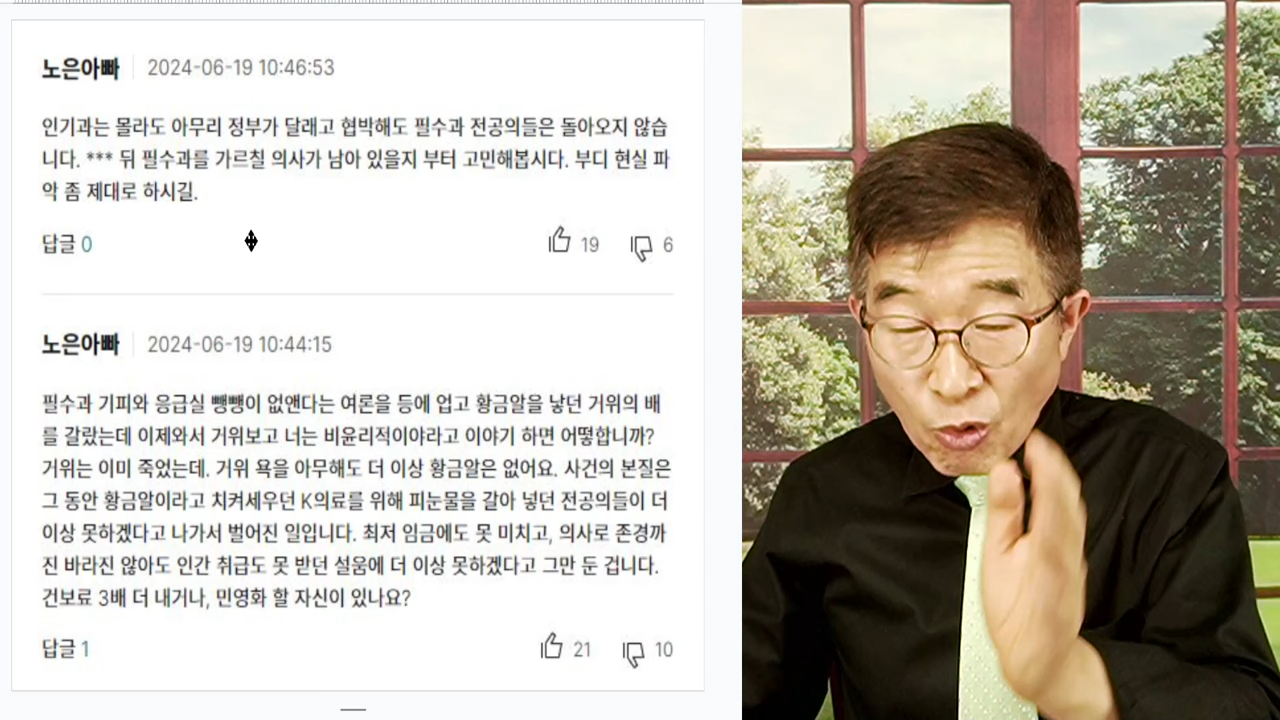 노은아빠 2024-06-19 10:46:53
인기과는 몰라도 아무리 정부가 달래고 협박해도 필수과 전공의들은 돌아오지 않습
니다. *** 뒤 필수과를 가르칠 의사가 남아 있을지 부터 고민해봅시다. 부디 현실 파
악 좀 제대로 하시길.
답글 0 19 6
노은아빠 2024-06-19 10:44:15
필수과 기피와 응급실 뺑뺑이 없앤다는 여론을 등에 업고 황금알을 낳던 거위의 배
를 갈랐는데 이제와서 거위보고 너는 비윤리적이야라고 이야기 하면 어떻합니까?
거위는 이미 죽었는데. 거위 욕을 아무해도 더 이상 황금알은 없어요. 사건의 본질은
그 동안 황금알이라고 치켜세우던 K의료를 위해 피눈물을 갈아 넣던 전공의들이 더
이상 못하겠다고 나가서 벌어진 일입니다. 최저 임금에도 못 미치고, 의사로 존경까
진 바라진 않아도 인간 취급도 못 받던 설움에 더 이상 못하겠다고 그만 둔 겁니다.
건보료 3배 더 내거나, 민영화 할 자신이 있나요?
답글 1 21 10